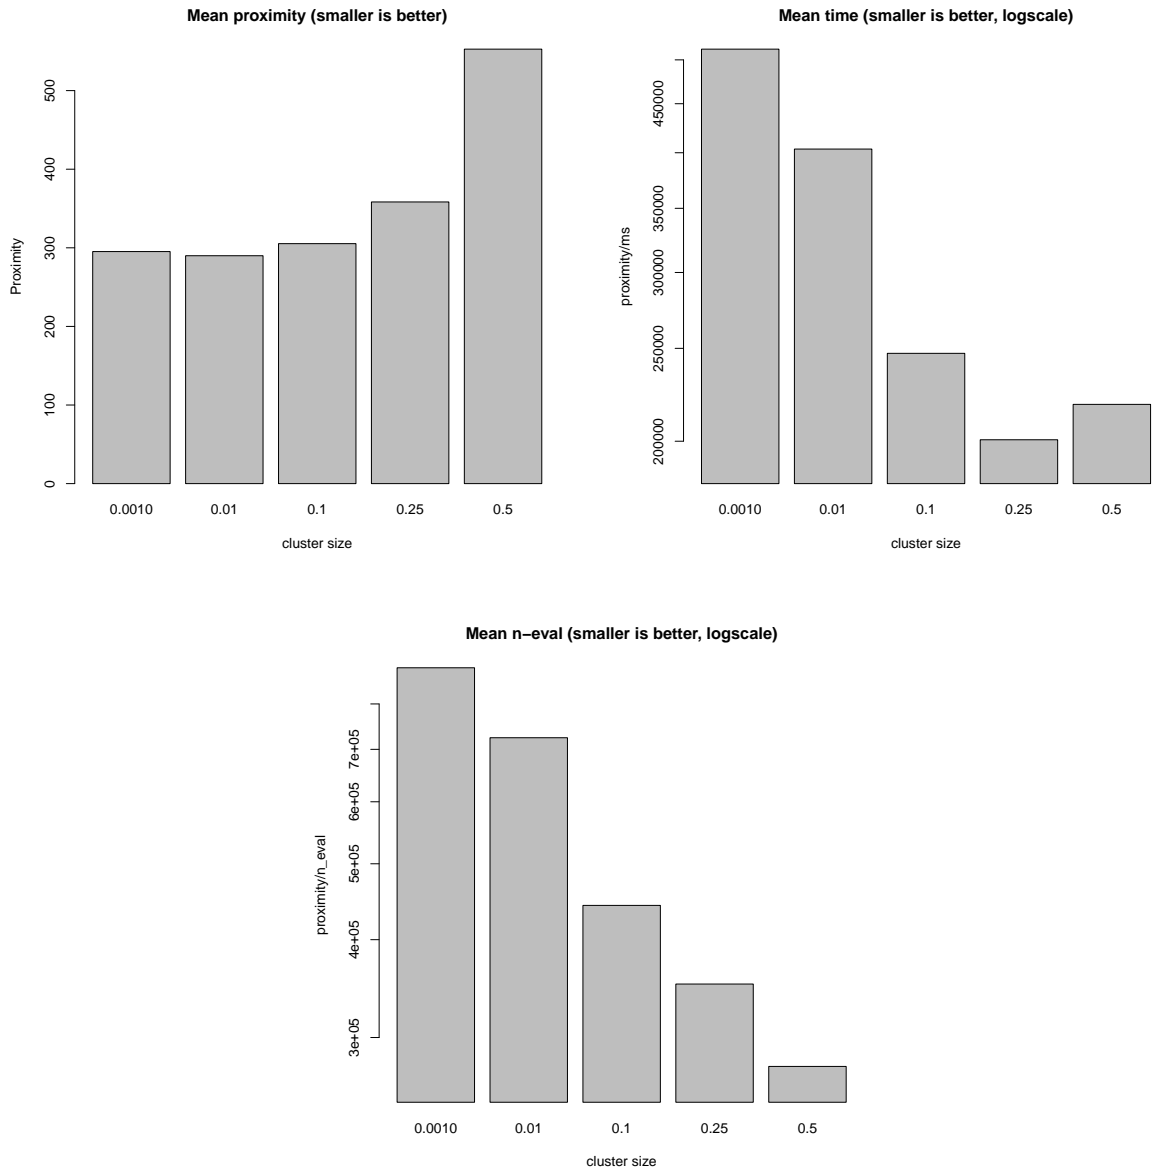 Mean proximity (smaller is better)
Proximity
500
400
300
200
100
0
0.0010 0.01 0.1 0.25 0.5
cluster size
Mean time (smaller is better, logscale)
proximity/ms
450000
350000
300000
250000
200000
0.0010 0.01 0.1 0.25 0.5
cluster size
Mean n−eval (smaller is better, logscale)
proximity/n_eval
7e+05
6e+05
5e+05
4e+05
3e+05
0.0010 0.01 0.1 0.25 0.5
cluster size